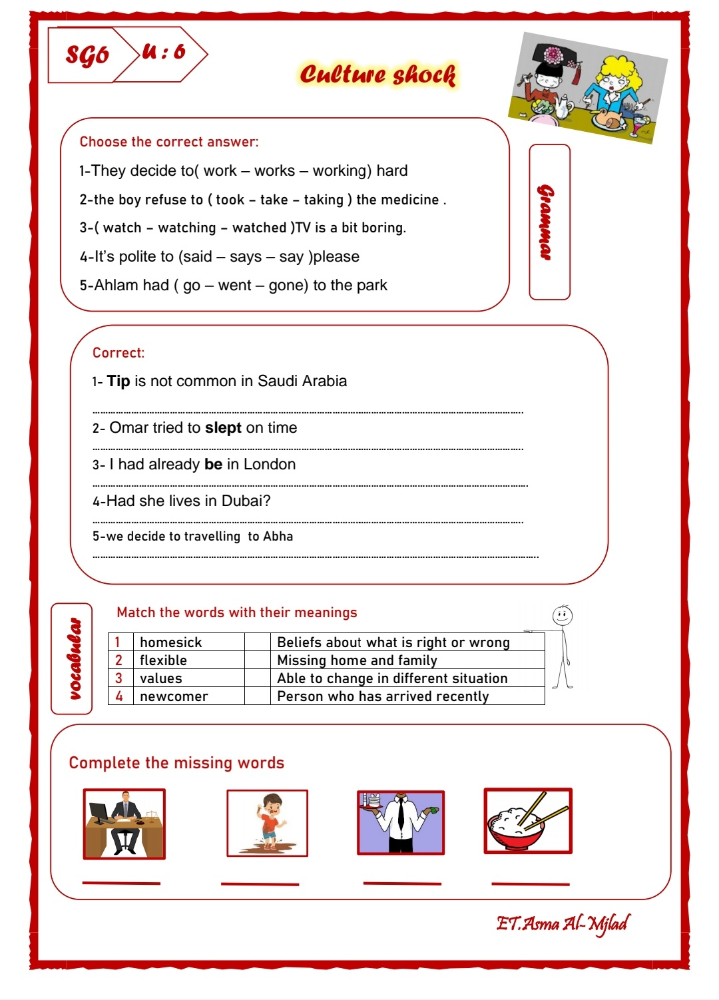 SG6
U : 6
Culture shock
Choose the correct answer:
1-They decide to( work – works – working) hard
2-the boy refuse to ( took – take – taking ) the medicine .
3-( watch – watching – watched )TV is a bit boring.
4-It's polite to (said – says – say )please
5-Ahlam had ( go – went – gone) to the park
Grammar
Correct:
1- Tip is not common in Saudi Arabia
2- Omar tried to slept on time
3- I had already be in London
4-Had she lives in Dubai?
5-we decide to travelling to Abha
vocabular
Match the words with their meanings
1 homesick Beliefs about what is right or wrong
2 flexible Missing home and family
3 values Able to change in different situation
4 newcomer Person who has arrived recently
Complete the missing words
ET.Asma Al-Mjlad